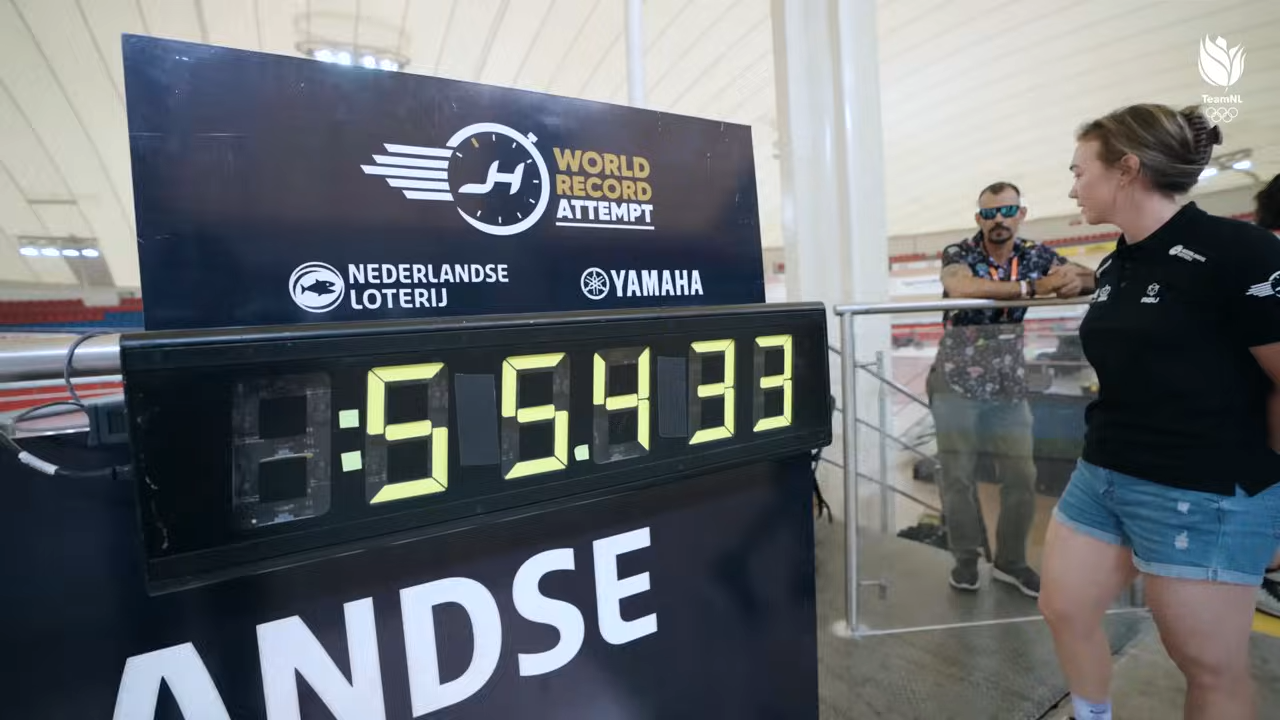 TeamNL
WORLD
RECORD
ATTEMPT
NEDERLANDSE
LOTERIJ
YAMAHA
:55.433
ANDSE